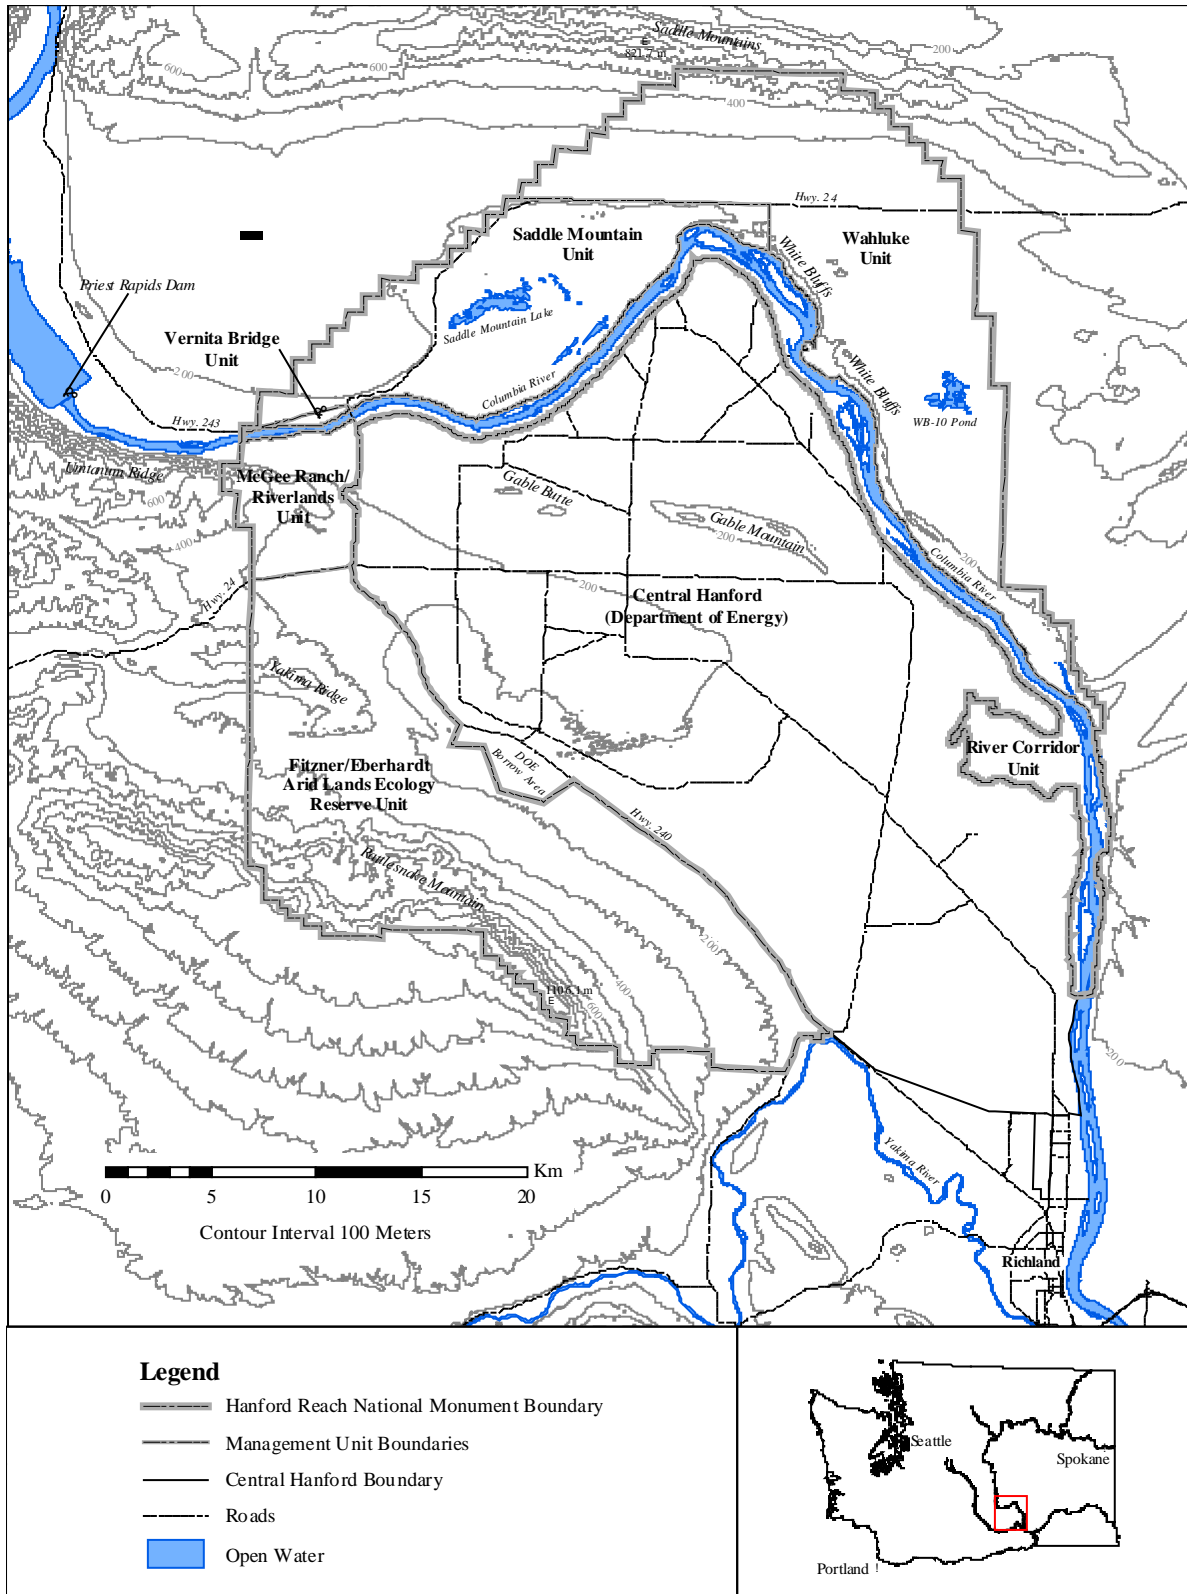 Saddle Mountains
E
821.7 m
200
600
600
400
Hwy. 24
Saddle Mountain
Unit
Wahluke
Unit
White Bluffs
Priest Rapids Dam
Saddle Mountain Lake
Vernita Bridge
Unit
200
White Bluffs
Columbia River
WB-10 Pond
Hwy. 243
Umtanum Ridge
McGee Ranch/
Riverlands
Unit
600
Gable Butte
Gable Mountain
200
400
Columbia River
200
Hwy. 24
200
Central Hanford
(Department of Energy)
Yakima Ridge
River Corridor
Unit
DOE
Borrow Area
Fitzner/Eberhardt
Arid Lands Ecology
Reserve Unit
Hwy. 240
Rattlesnake Mountain
200
400
600
1106.1 m
E
200
Yakima River
Km
0 5 10 15 20
Contour Interval 100 Meters
Richland
Legend
Hanford Reach National Monument Boundary
Management Unit Boundaries
Central Hanford Boundary
Roads
Open Water
Seattle
Spokane
Portland !